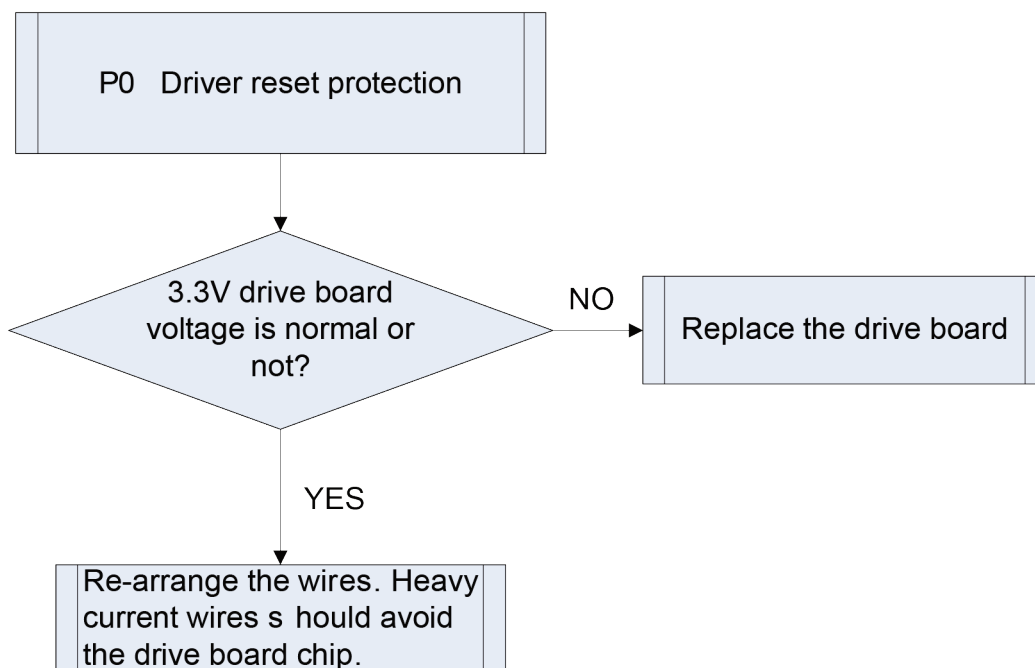 P0 Driver reset protection
3.3V drive board
voltage is normal or
not?
NO
Replace the drive board
YES
Re-arrange the wires. Heavy
current wires s hould avoid
the drive board chip.